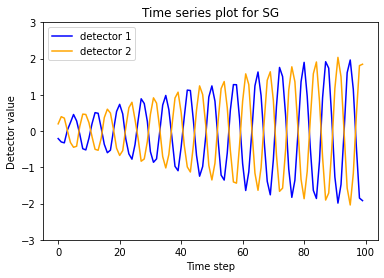 Time series plot for SG
detector 1
detector 2
Detector value
3
2
1
0
−1
−2
−3
0 20 40 60 80 100
Time step